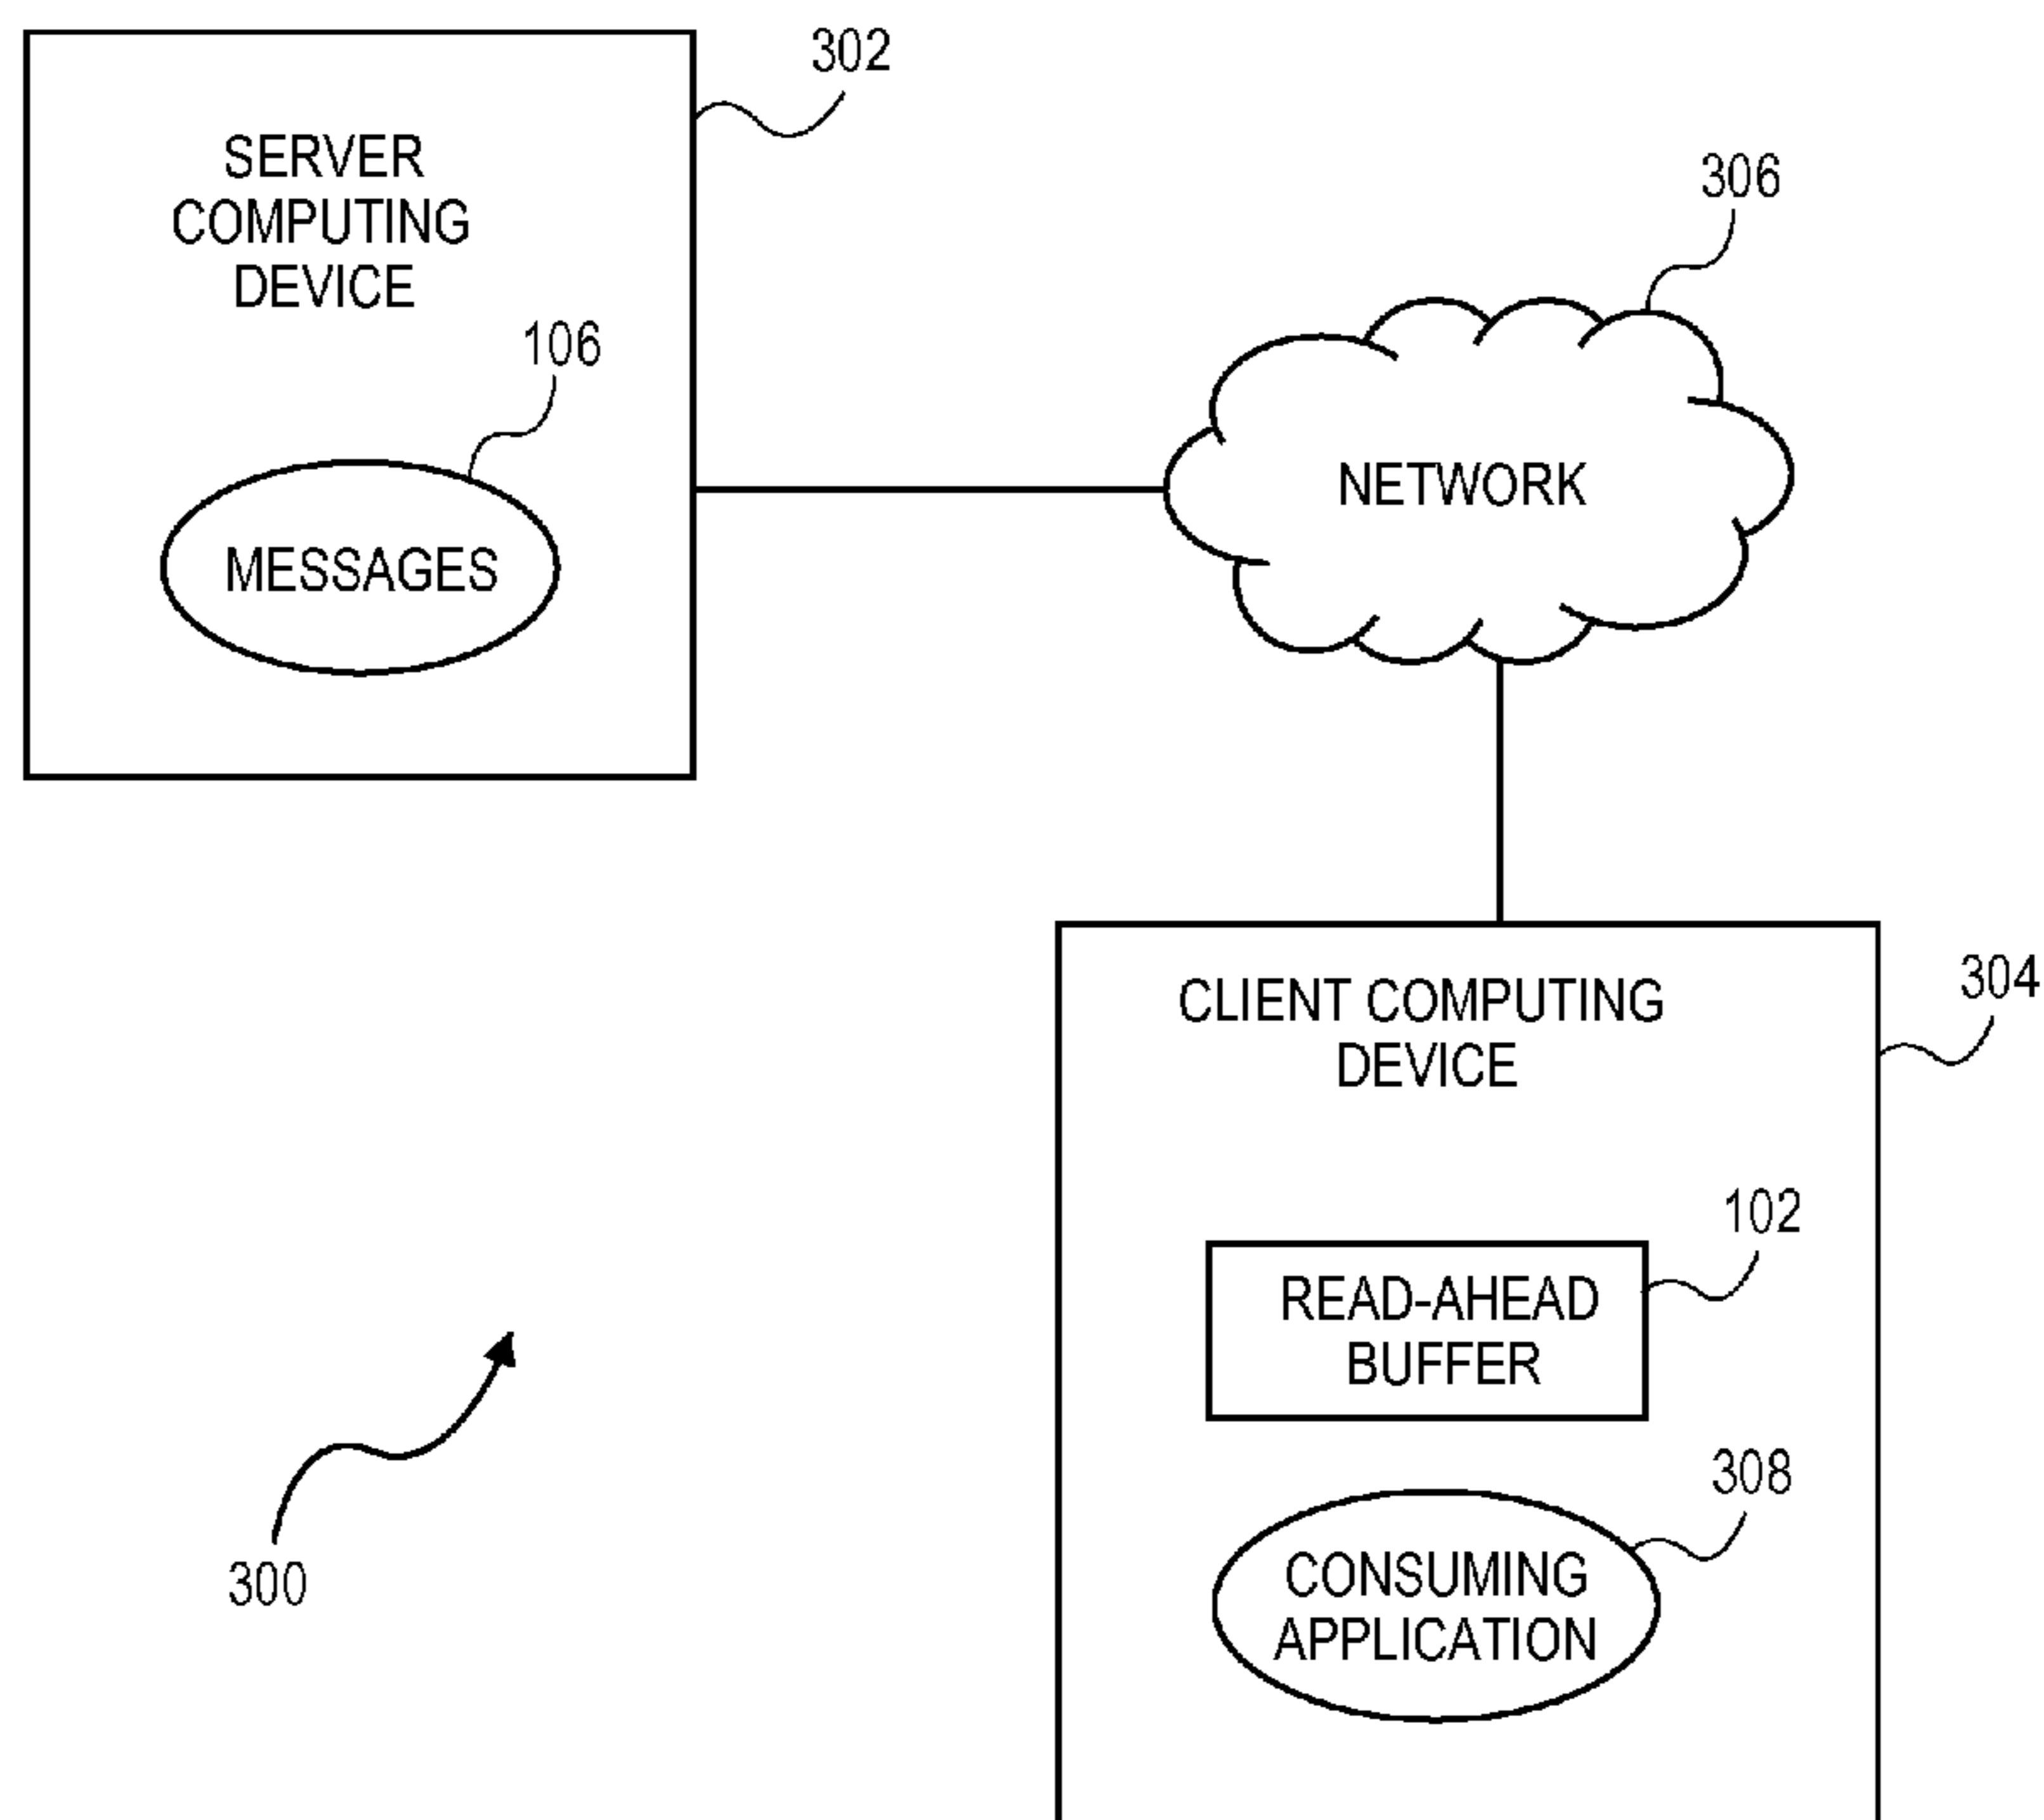 302
SERVER
COMPUTING
DEVICE
106
MESSAGES
306
NETWORK
CLIENT COMPUTING
DEVICE
304
102
READ-AHEAD
BUFFER
308
CONSUMING
APPLICATION
300